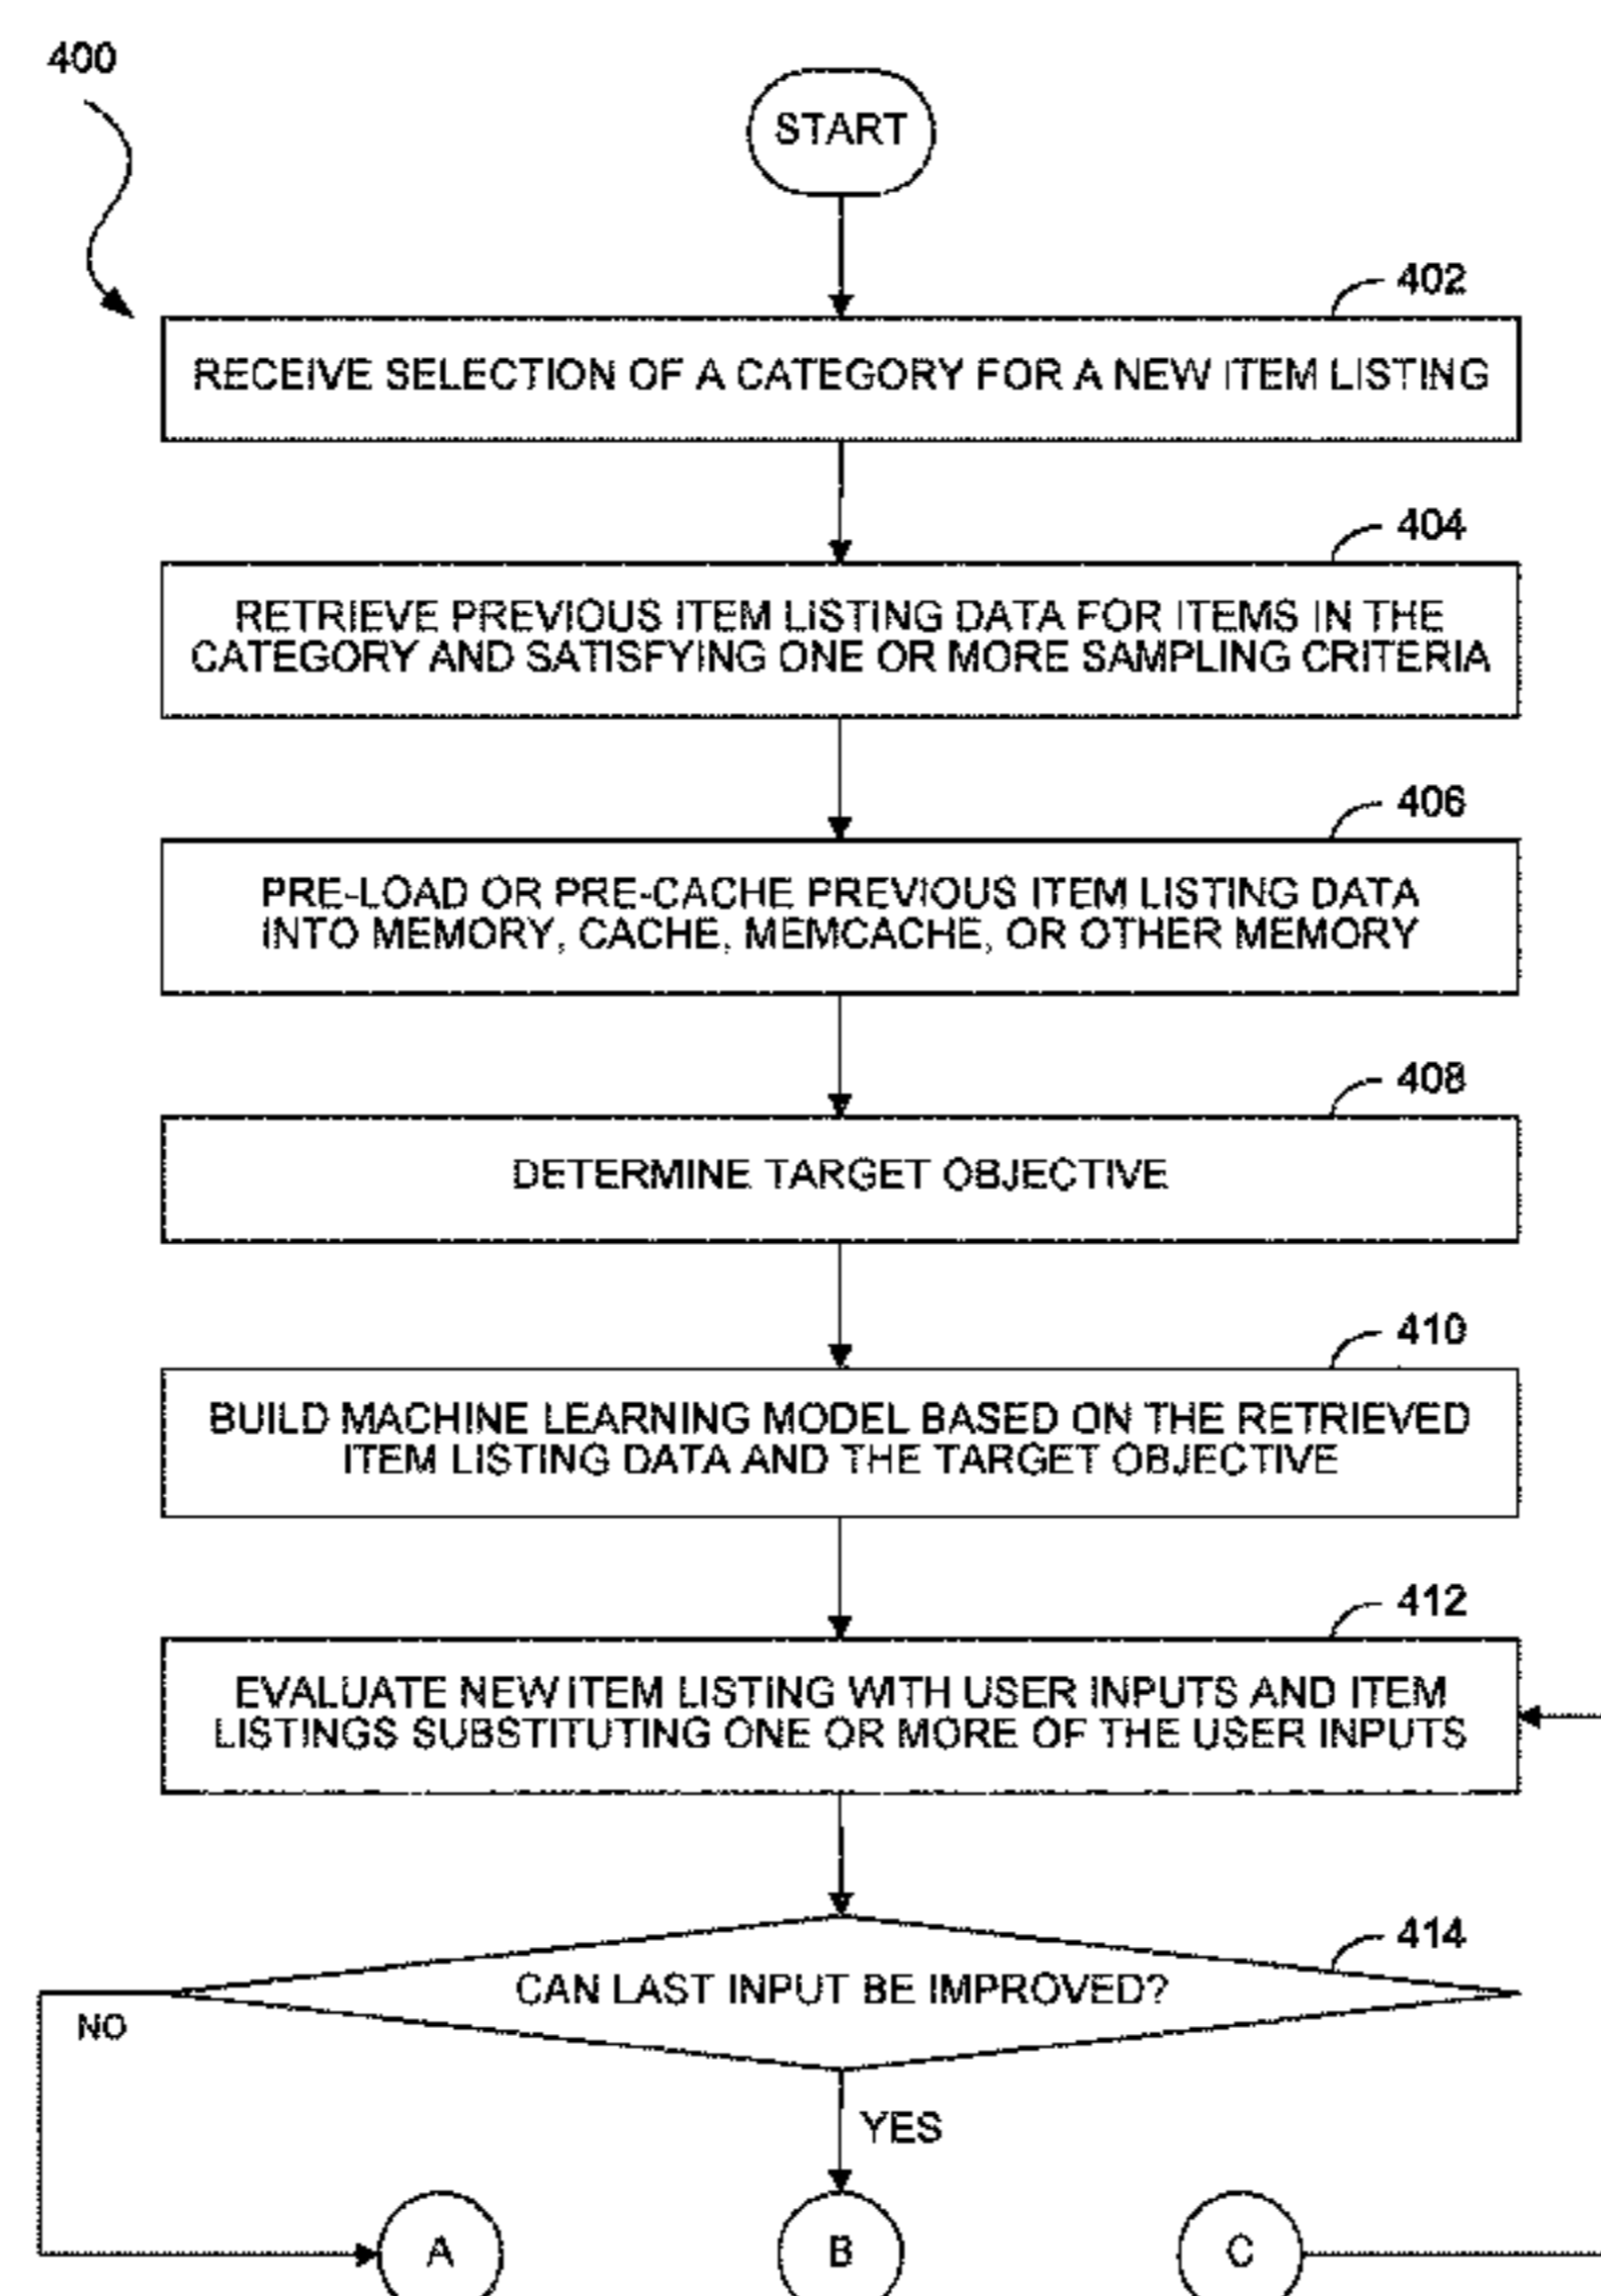 400
START
402
RECEIVE SELECTION OF A CATEGORY FOR A NEW ITEM LISTING
404
RETRIEVE PREVIOUS ITEM LISTING DATA FOR ITEMS IN THE
CATEGORY AND SATISFYING ONE OR MORE SAMPLING CRITERIA
406
PRE-LOAD OR PRE-CACHE PREVIOUS ITEM LISTING DATA
INTO MEMORY, CACHE, MEMCACHE, OR OTHER MEMORY
408
DETERMINE TARGET OBJECTIVE
410
BUILD MACHINE LEARNING MODEL BASED ON THE RETRIEVED
ITEM LISTING DATA AND THE TARGET OBJECTIVE
412
EVALUATE NEW ITEM LISTING WITH USER INPUTS AND ITEM
LISTINGS SUBSTITUTING ONE OR MORE OF THE USER INPUTS
414
CAN LAST INPUT BE IMPROVED?
NO
YES
A
B
C